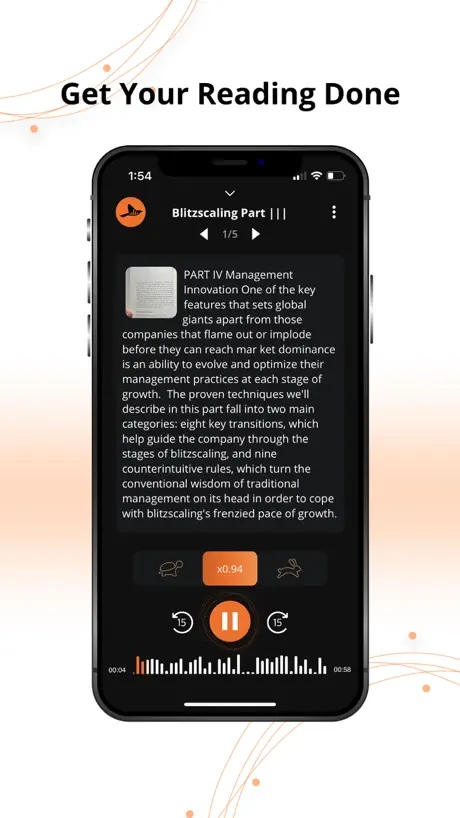 Get Your Reading Done
1:54
Blitzscaling Part |||
1/5
PART IV Management
Innovation One of the key
features that sets global
giants apart from those
companies that flame out or implode
before they can reach mar ket dominance
is an ability to evolve and optimize their
management practices at each stage of
growth.  The proven techniques we'll
describe in this part fall into two main
categories: eight key transitions, which
help guide the company through the
stages of blitzscaling, and nine
counterintuitive rules, which turn the
conventional wisdom of traditional
management on its head in order to cope
with blitzscaling's frenzied pace of growth.
x0.94
15
15
00:04
00:58